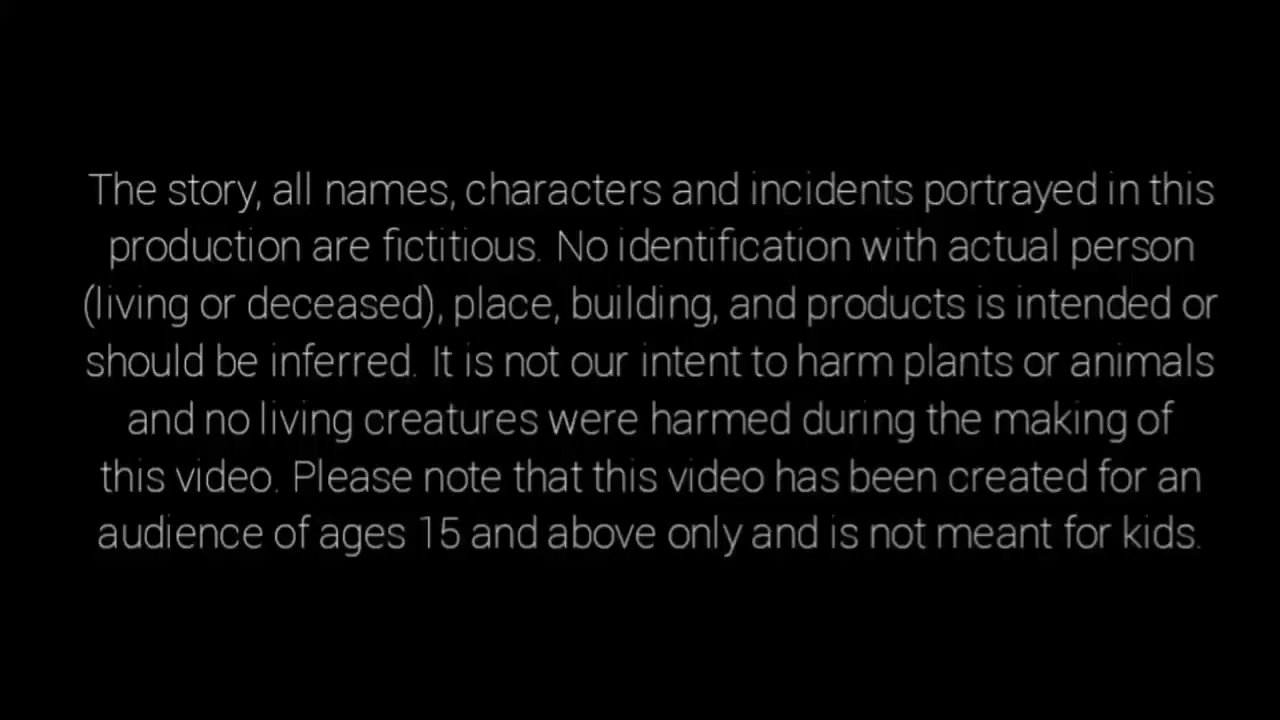 The story, all names, characters and incidents portrayed in this
production are fictitious. No identification with actual person
(living or deceased), place, building, and products is intended or
should be inferred. It is not our intent to harm plants or animals
and no living creatures were harmed during the making of
this video. Please note that this video has been created for an
audience of ages 15 and above only and is not meant for kids.